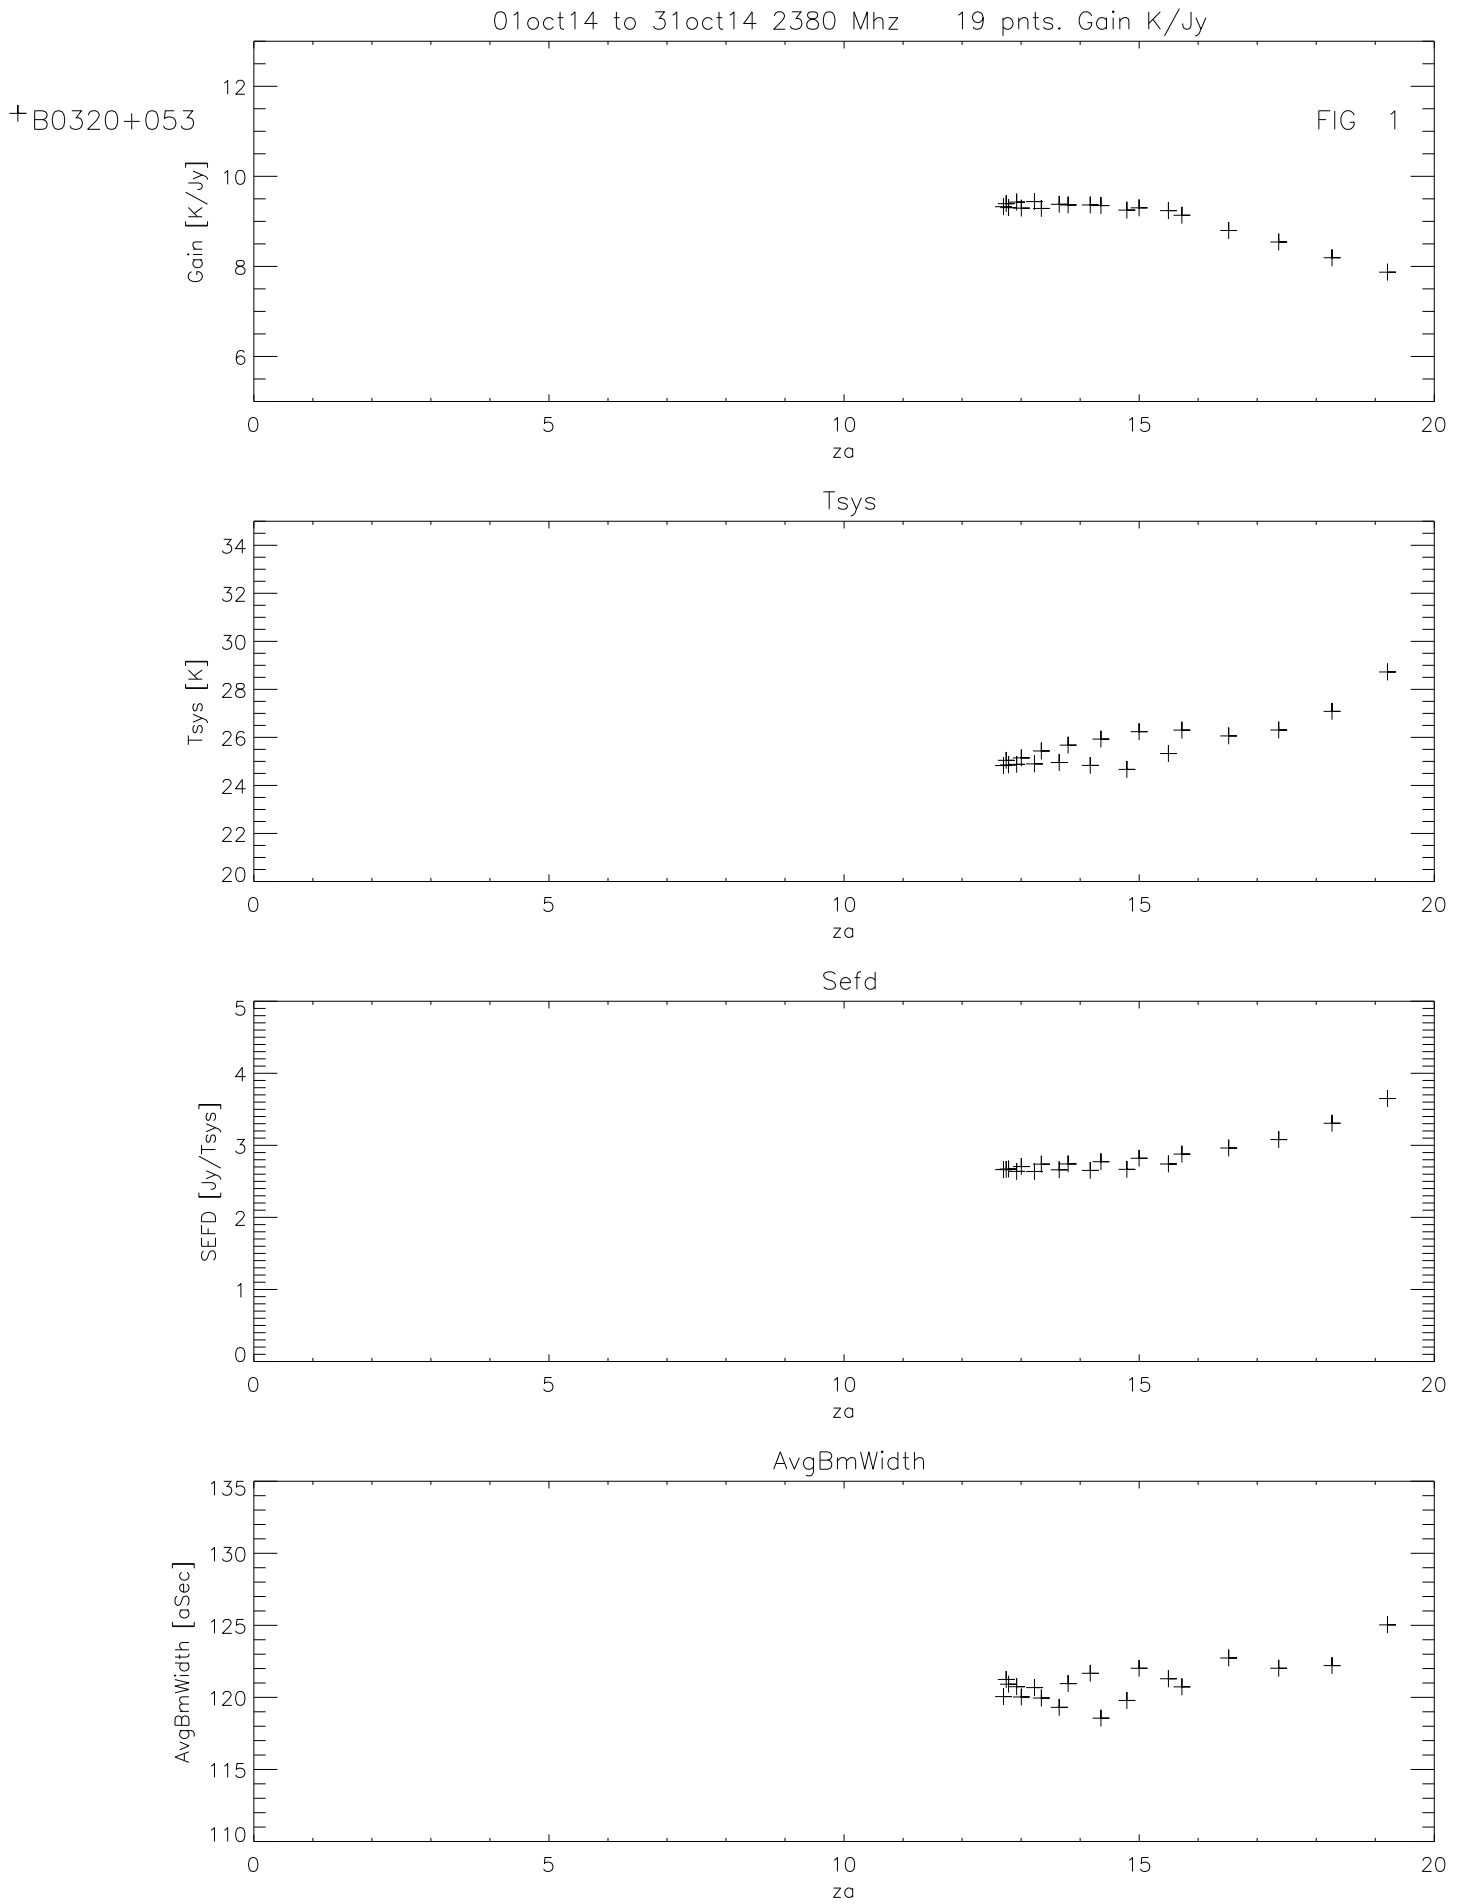 01oct14 to 31oct14 2380 Mhz 19 pnts. Gain K/Jy
+ B0320+053
FIG 1
Gain [K/Jy]
12
10
8
6
0 5 10 15 20
za
Tsys
Tsys [K]
34
32
30
28
26
24
22
20
0 5 10 15 20
za
Sefd
SEFD [Jy/Tsys]
5
4
3
2
1
0
0 5 10 15 20
za
AvgBmWidth
AvgBmWidth [aSec]
135
130
125
120
115
110
0 5 10 15 20
za